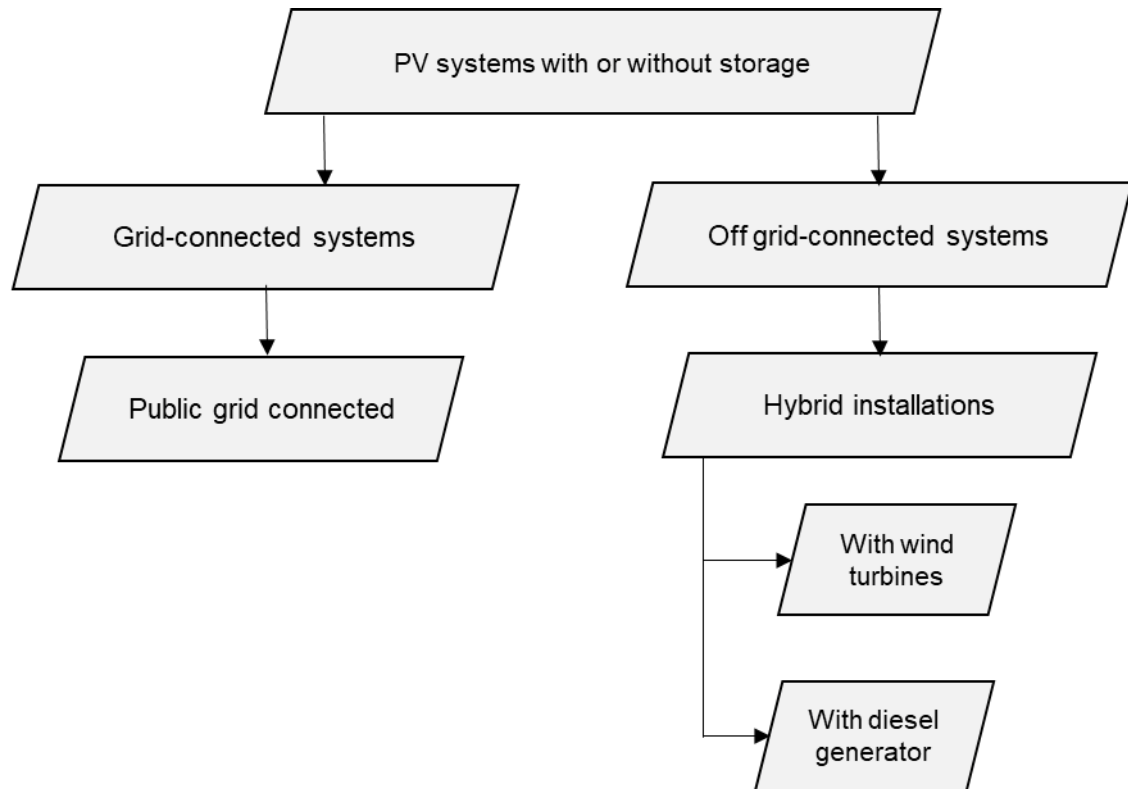 PV systems with or without storage
Grid-connected systems
Off grid-connected systems
Public grid connected
Hybrid installations
With wind
turbines
With diesel
generator